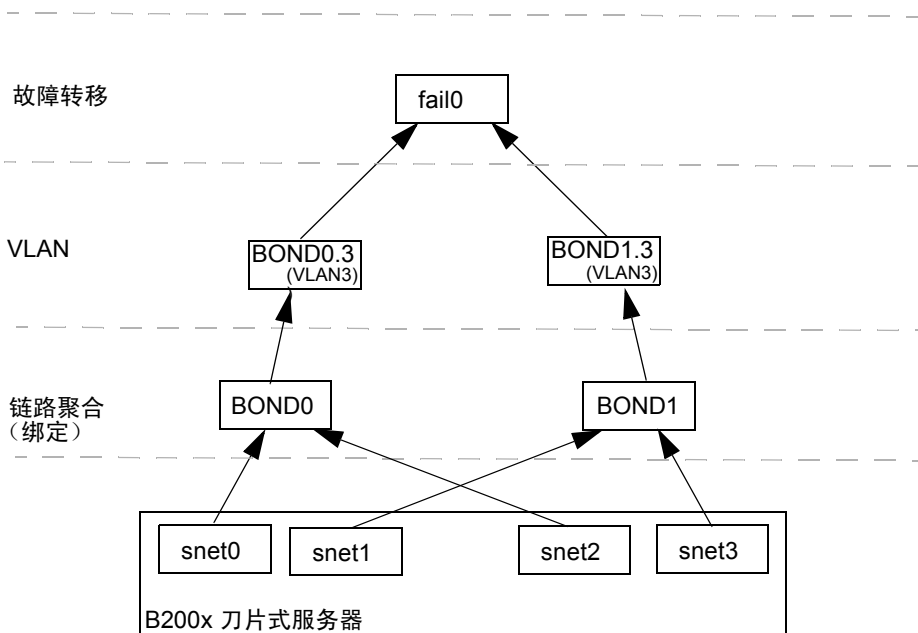 故障转移
fail0
VLAN
BOND0.3
(VLAN3)
BOND1.3
(VLAN3)
链路聚合
（绑定）
BOND0
BOND1
snet0
snet1
snet2
snet3
B200x 刀片式服务器